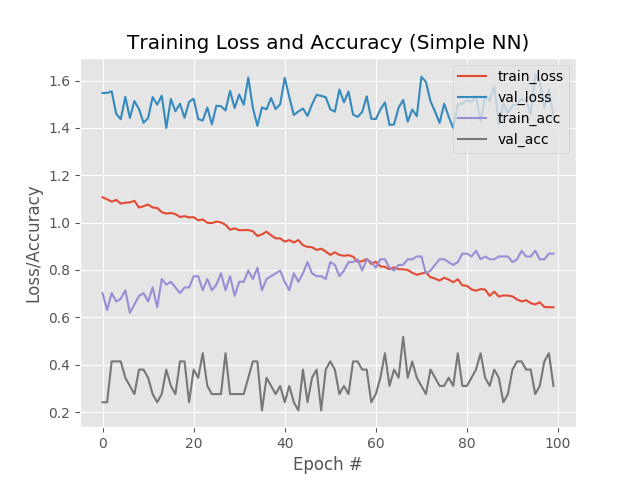 Training Loss and Accuracy (Simple NN)
train_loss
val_loss
train_acc
val_acc
Loss/Accuracy
1.6
1.4
1.2
1.0
0.8
0.6
0.4
0.2
0 20 40 60 80 100
Epoch #